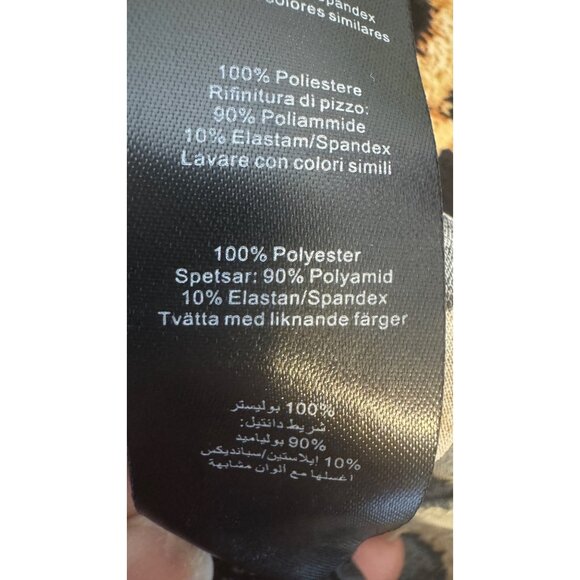 Spandex
colores similares
100% Poliestere
Rifinitura di pizzo:
90% Poliammide
10% Elastam/Spandex
Lavare con colori simili
100% Polyester
Spetsar: 90% Polyamid
10% Elastan/Spandex
Tvätta med liknande färger
100% بوليستر
شريط دانتيل:
90% بولياميد
10% إيلاستين/سبانديكس
اغسلها مع ألوان مشابهة